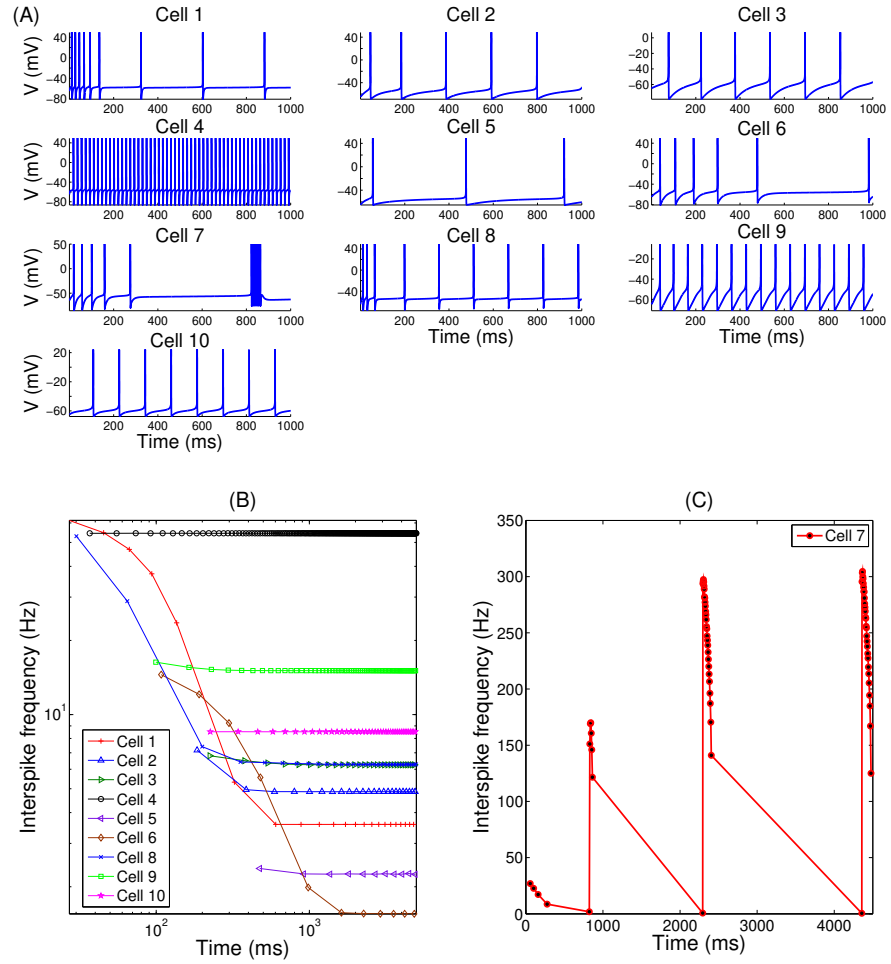 (A)
Cell 1
Cell 2
Cell 3
V (mV)
40
0
−40
−80
200 400 600 800 1000
40
0
−40
200 400 600 800 1000
0
−20
−40
−60
200 400 600 800 1000
Cell 4
Cell 5
Cell 6
V (mV)
40
0
−40
−80
200 400 600 800 1000
40
0
−40
200 400 600 800 1000
40
0
−40
−80
200 400 600 800 1000
Cell 7
Cell 8
Cell 9
V (mV)
50
0
−50
200 400 600 800 1000
40
0
−40
200 400 600 800 1000
Time (ms)
−20
−40
−60
200 400 600 800 1000
Time (ms)
Cell 10
V (mV)
20
−20
−60
200 400 600 800 1000
Time (ms)
(B)
Interspike frequency (Hz)
10¹
Cell 1
Cell 2
Cell 3
Cell 4
Cell 5
Cell 6
Cell 8
Cell 9
Cell 10
10² 10³
Time (ms)
(C)
Interspike frequency (Hz)
350
300
250
200
150
100
50
0
Cell 7
0 1000 2000 3000 4000
Time (ms)